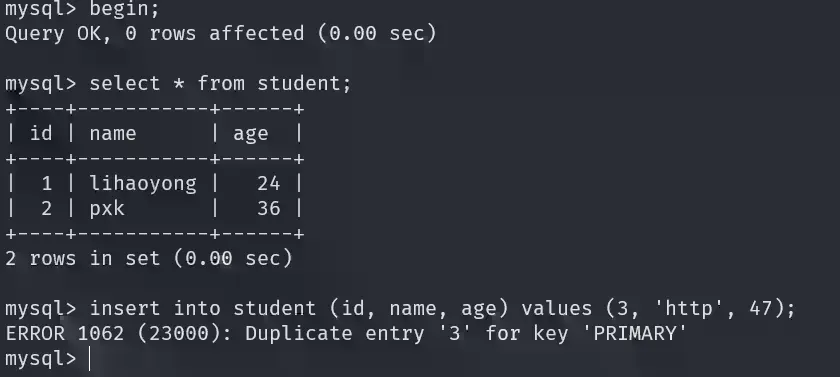 mysql> begin;
Query OK, 0 rows affected (0.00 sec)
mysql> select * from student;
+----+-----------+------+
| id | name      | age  |
+----+-----------+------+
|  1 | lihaoyong |   24 |
|  2 | pxk       |   36 |
+----+-----------+------+
2 rows in set (0.00 sec)
mysql> insert into student (id, name, age) values (3, 'http', 47);
ERROR 1062 (23000): Duplicate entry '3' for key 'PRIMARY'
mysql>